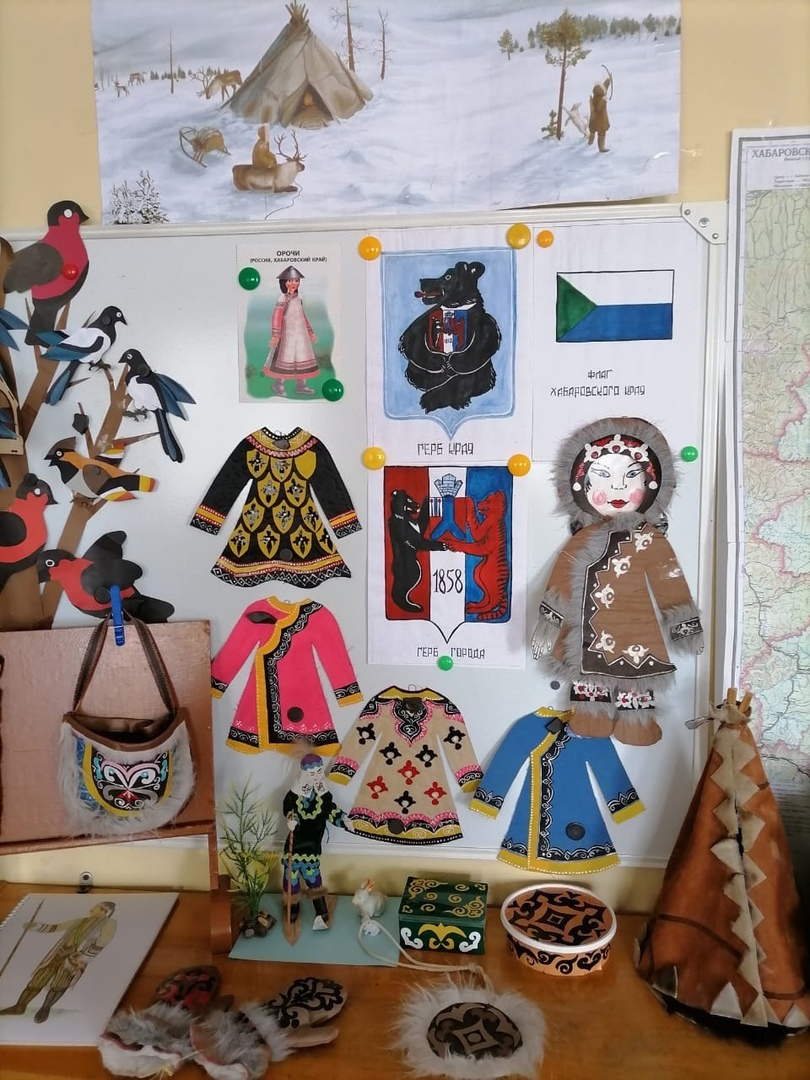 ХАБАРОВСК
ОРОЧИ
(РОССИЯ, ХАБАРОВСКИЙ КРАЙ)
ФЛАГ
ХАБАРОВСКОГО КРАЯ
ГЕРБ КРАЯ
1858
ГЕРБ ГОРОДА